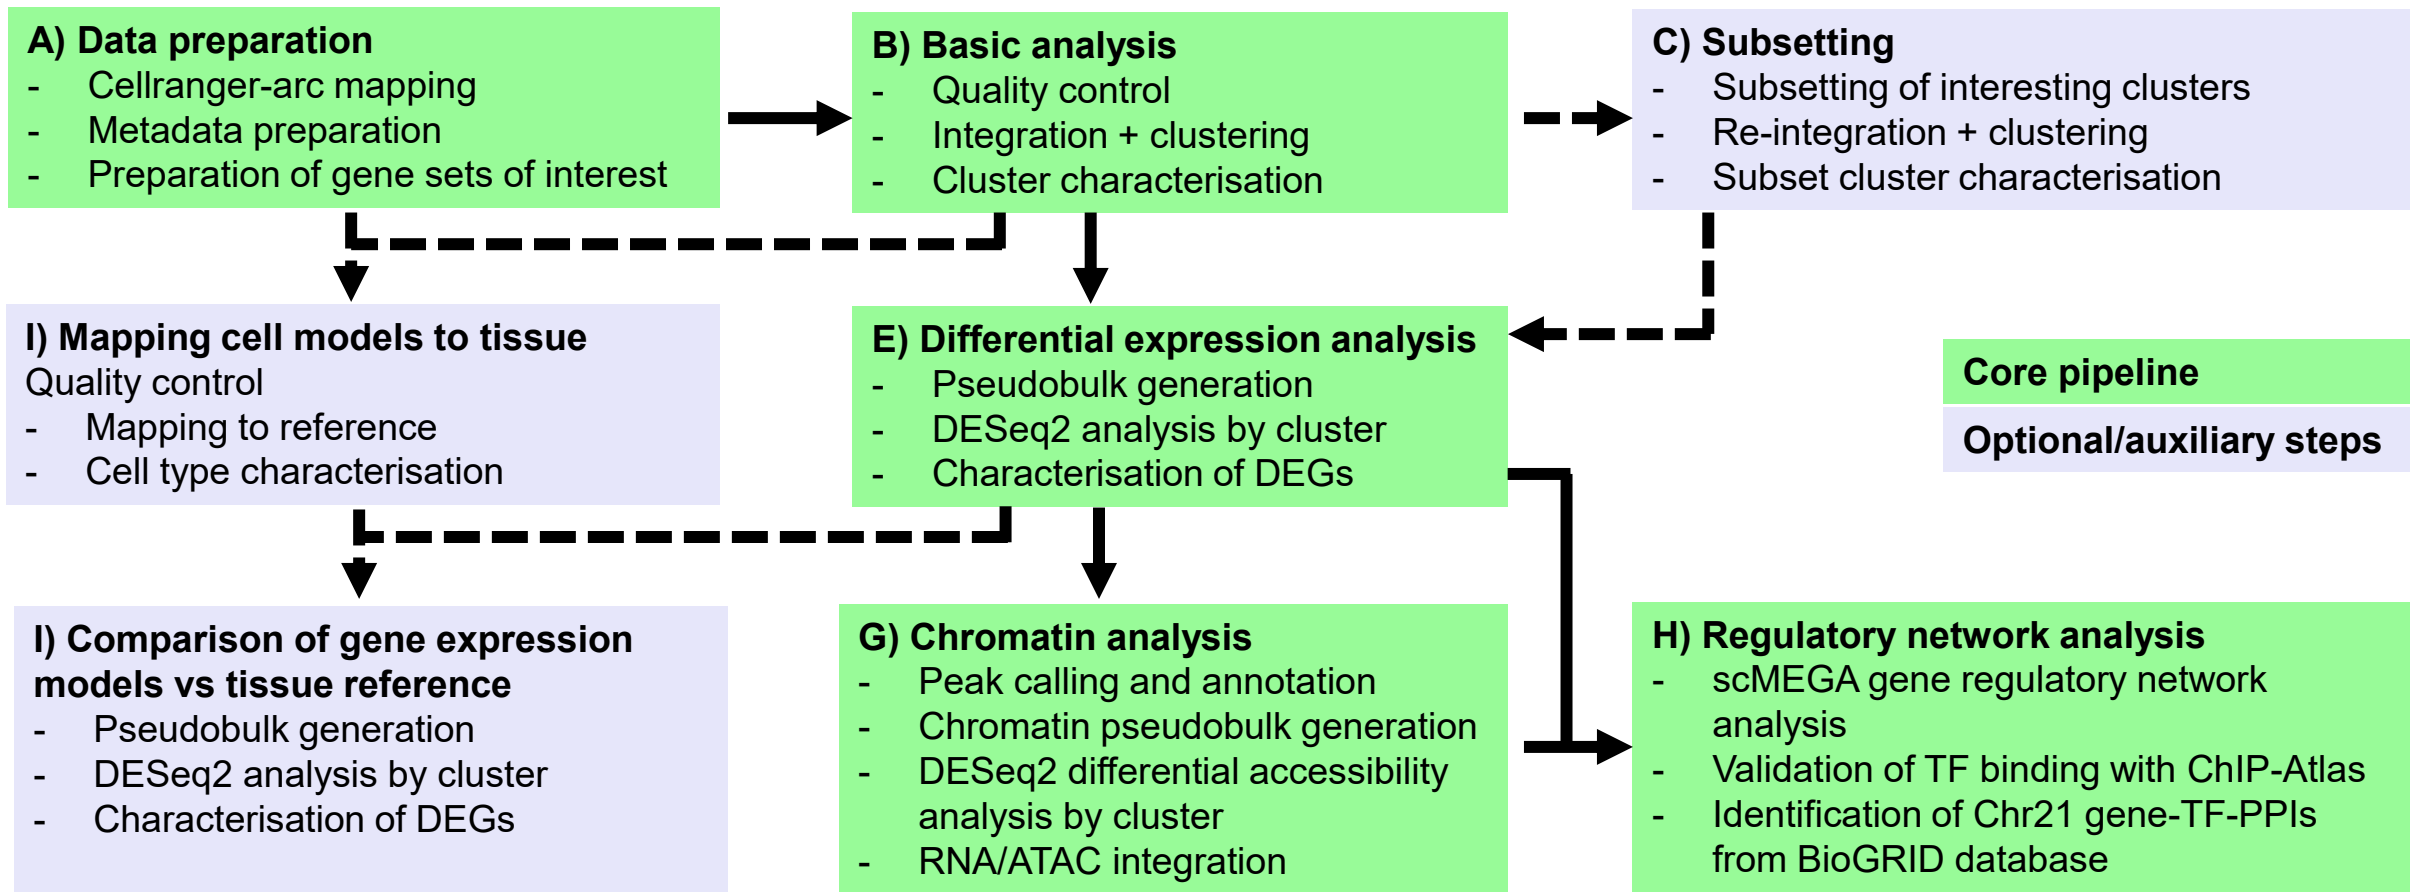 A) Data preparation
- Cellranger-arc mapping
- Metadata preparation
- Preparation of gene sets of interest
B) Basic analysis
- Quality control
- Integration + clustering
- Cluster characterisation
C) Subsetting
- Subsetting of interesting clusters
- Re-integration + clustering
- Subset cluster characterisation
I) Mapping cell models to tissue
Quality control
- Mapping to reference
- Cell type characterisation
E) Differential expression analysis
- Pseudobulk generation
- DESeq2 analysis by cluster
- Characterisation of DEGs
Core pipeline
Optional/auxiliary steps
I) Comparison of gene expression
models vs tissue reference
- Pseudobulk generation
- DESeq2 analysis by cluster
- Characterisation of DEGs
G) Chromatin analysis
- Peak calling and annotation
- Chromatin pseudobulk generation
- DESeq2 differential accessibility
analysis by cluster
- RNA/ATAC integration
H) Regulatory network analysis
- scMEGA gene regulatory network
analysis
- Validation of TF binding with ChIP-Atlas
- Identification of Chr21 gene-TF-PPIs
from BioGRID database